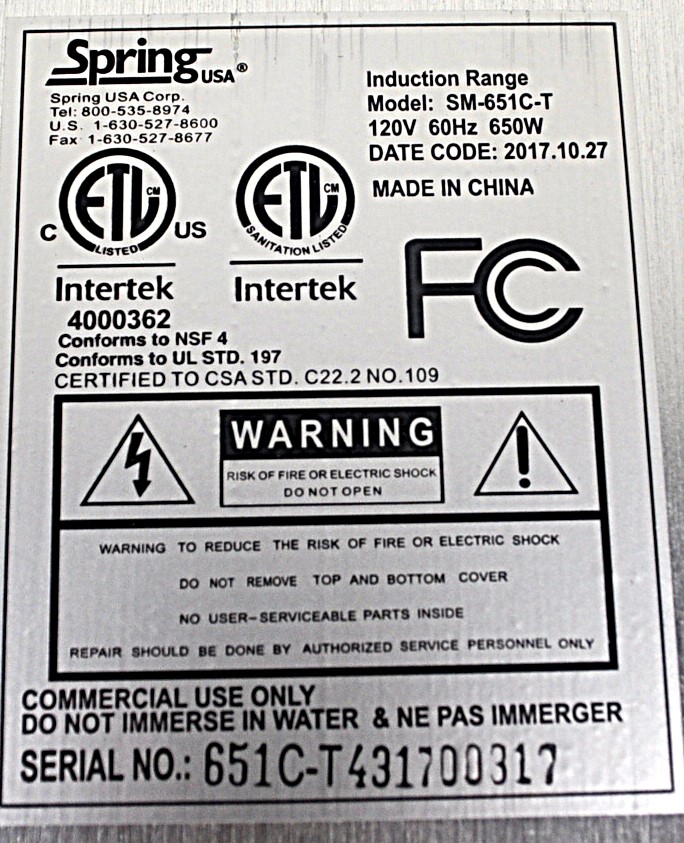 Spring USA®
Spring USA Corp.
Tel: 800-535-8974
U.S. 1-630-527-8600
Fax 1-630-527-8677
Induction Range
Model: SM-651C-T
120V 60Hz 650W
DATE CODE: 2017.10.27
MADE IN CHINA
C ETL CM US
LISTED
Intertek
4000362
ETL CM
SANITATION LISTED
Intertek
FC
Conforms to NSF 4
Conforms to UL STD. 197
CERTIFIED TO CSA STD. C22.2 NO.109
WARNING
RISK OF FIRE OR ELECTRIC SHOCK
DO NOT OPEN
!
WARNING TO REDUCE THE RISK OF FIRE OR ELECTRIC SHOCK
DO NOT REMOVE TOP AND BOTTOM COVER
NO USER-SERVICEABLE PARTS INSIDE
REPAIR SHOULD BE DONE BY AUTHORIZED SERVICE PERSONNEL ONLY
COMMERCIAL USE ONLY
DO NOT IMMERSE IN WATER & NE PAS IMMERGER
SERIAL NO.: 651C-T431700317